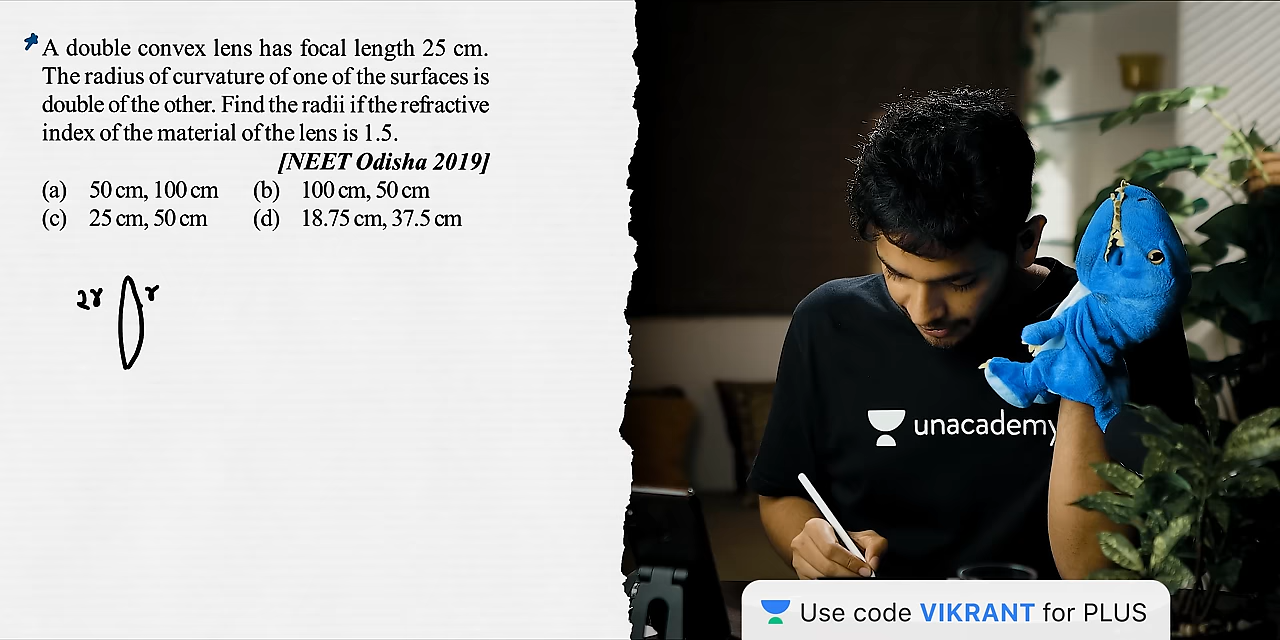 A double convex lens has focal length 25 cm.
The radius of curvature of one of the surfaces is
double of the other. Find the radii if the refractive
index of the material of the lens is 1.5.
[NEET Odisha 2019]
(a) 50 cm, 100 cm (b) 100 cm, 50 cm
(c) 25 cm, 50 cm (d) 18.75 cm, 37.5 cm
2r r
unacademy
Use code VIKRANT for PLUS